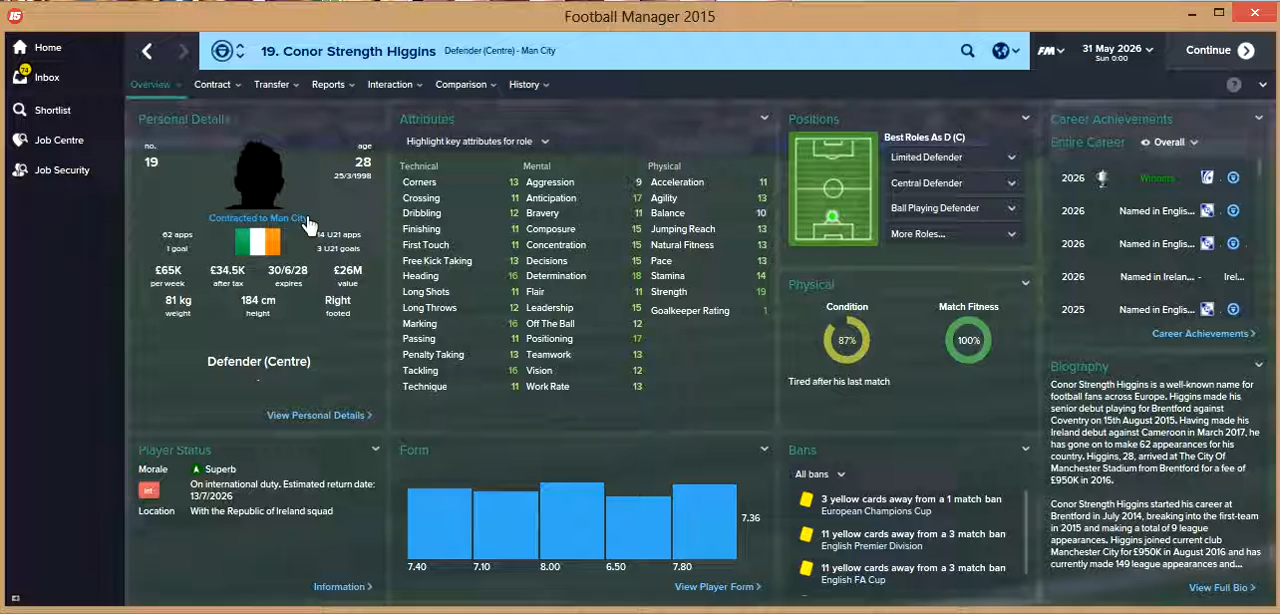 15
Football Manager 2015
Home
74
Inbox
Shortlist
Job Centre
Job Security
19. Conor Strength Higgins Defender (Centre) - Man City
FM
31 May 2026
Sun 0:00
Continue
Overview
Contract
Transfer
Reports
Interaction
Comparison
History
?
Personal Details
no.
19
age
28
25/3/1998
Contracted to Man City
62 apps
1 goal
14 U21 apps
3 U21 goals
£65K
per week
£34.5K
after tax
30/6/28
expires
£26M
value
81 kg
weight
184 cm
height
Right
footed
Defender (Centre)
-
View Personal Details >
Attributes
Highlight key attributes for role
Technical Mental Physical
Corners 13 Aggression 9 Acceleration 11
Crossing 11 Anticipation 17 Agility 13
Dribbling 12 Bravery 11 Balance 10
Finishing 11 Composure 15 Jumping Reach 13
First Touch 11 Concentration 15 Natural Fitness 13
Free Kick Taking 13 Decisions 15 Pace 13
Heading 16 Determination 18 Stamina 14
Long Shots 11 Flair 11 Strength 19
Long Throws 12 Leadership 15 Goalkeeper Rating 1
Marking 16 Off The Ball 12
Passing 11 Positioning 17
Penalty Taking 13 Teamwork 13
Tackling 16 Vision 12
Technique 11 Work Rate 13
Positions
Best Roles As D (C)
Limited Defender
Central Defender
Ball Playing Defender
More Roles...
Physical
Condition
87%
Match Fitness
100%
Tired after his last match
Career Achievements
Entire Career Overall
2026 Winners
2026 Named in Englis...
2026 Named in Englis...
2026 Named in Irelan... - Irel...
2025 Named in Englis...
Career Achievements >
Biography
Conor Strength Higgins is a well-known name for
football fans across Europe. Higgins made his
senior debut playing for Brentford against
Coventry on 15th August 2015. Having made his
Ireland debut against Cameroon in March 2017, he
has gone on to make 62 appearances for his
country. Higgins, 28, arrived at The City Of
Manchester Stadium from Brentford for a fee of
£950K in 2016.
Conor Strength Higgins started his career at
Brentford in July 2014, breaking into the first-team
in 2015 and making a total of 9 league
appearances. Higgins joined current club
Manchester City for £950K in August 2016 and has
currently made 149 league appearances and...
View Full Bio >
Player Status
Morale Superb
Int
On international duty. Estimated return date:
13/7/2026
Location With the Republic of Ireland squad
Information >
Form
7.36
7.40 7.10 8.00 6.50 7.80
View Player Form >
Bans
All bans
3 yellow cards away from a 1 match ban
European Champions Cup
11 yellow cards away from a 3 match ban
English Premier Division
11 yellow cards away from a 3 match ban
English FA Cup